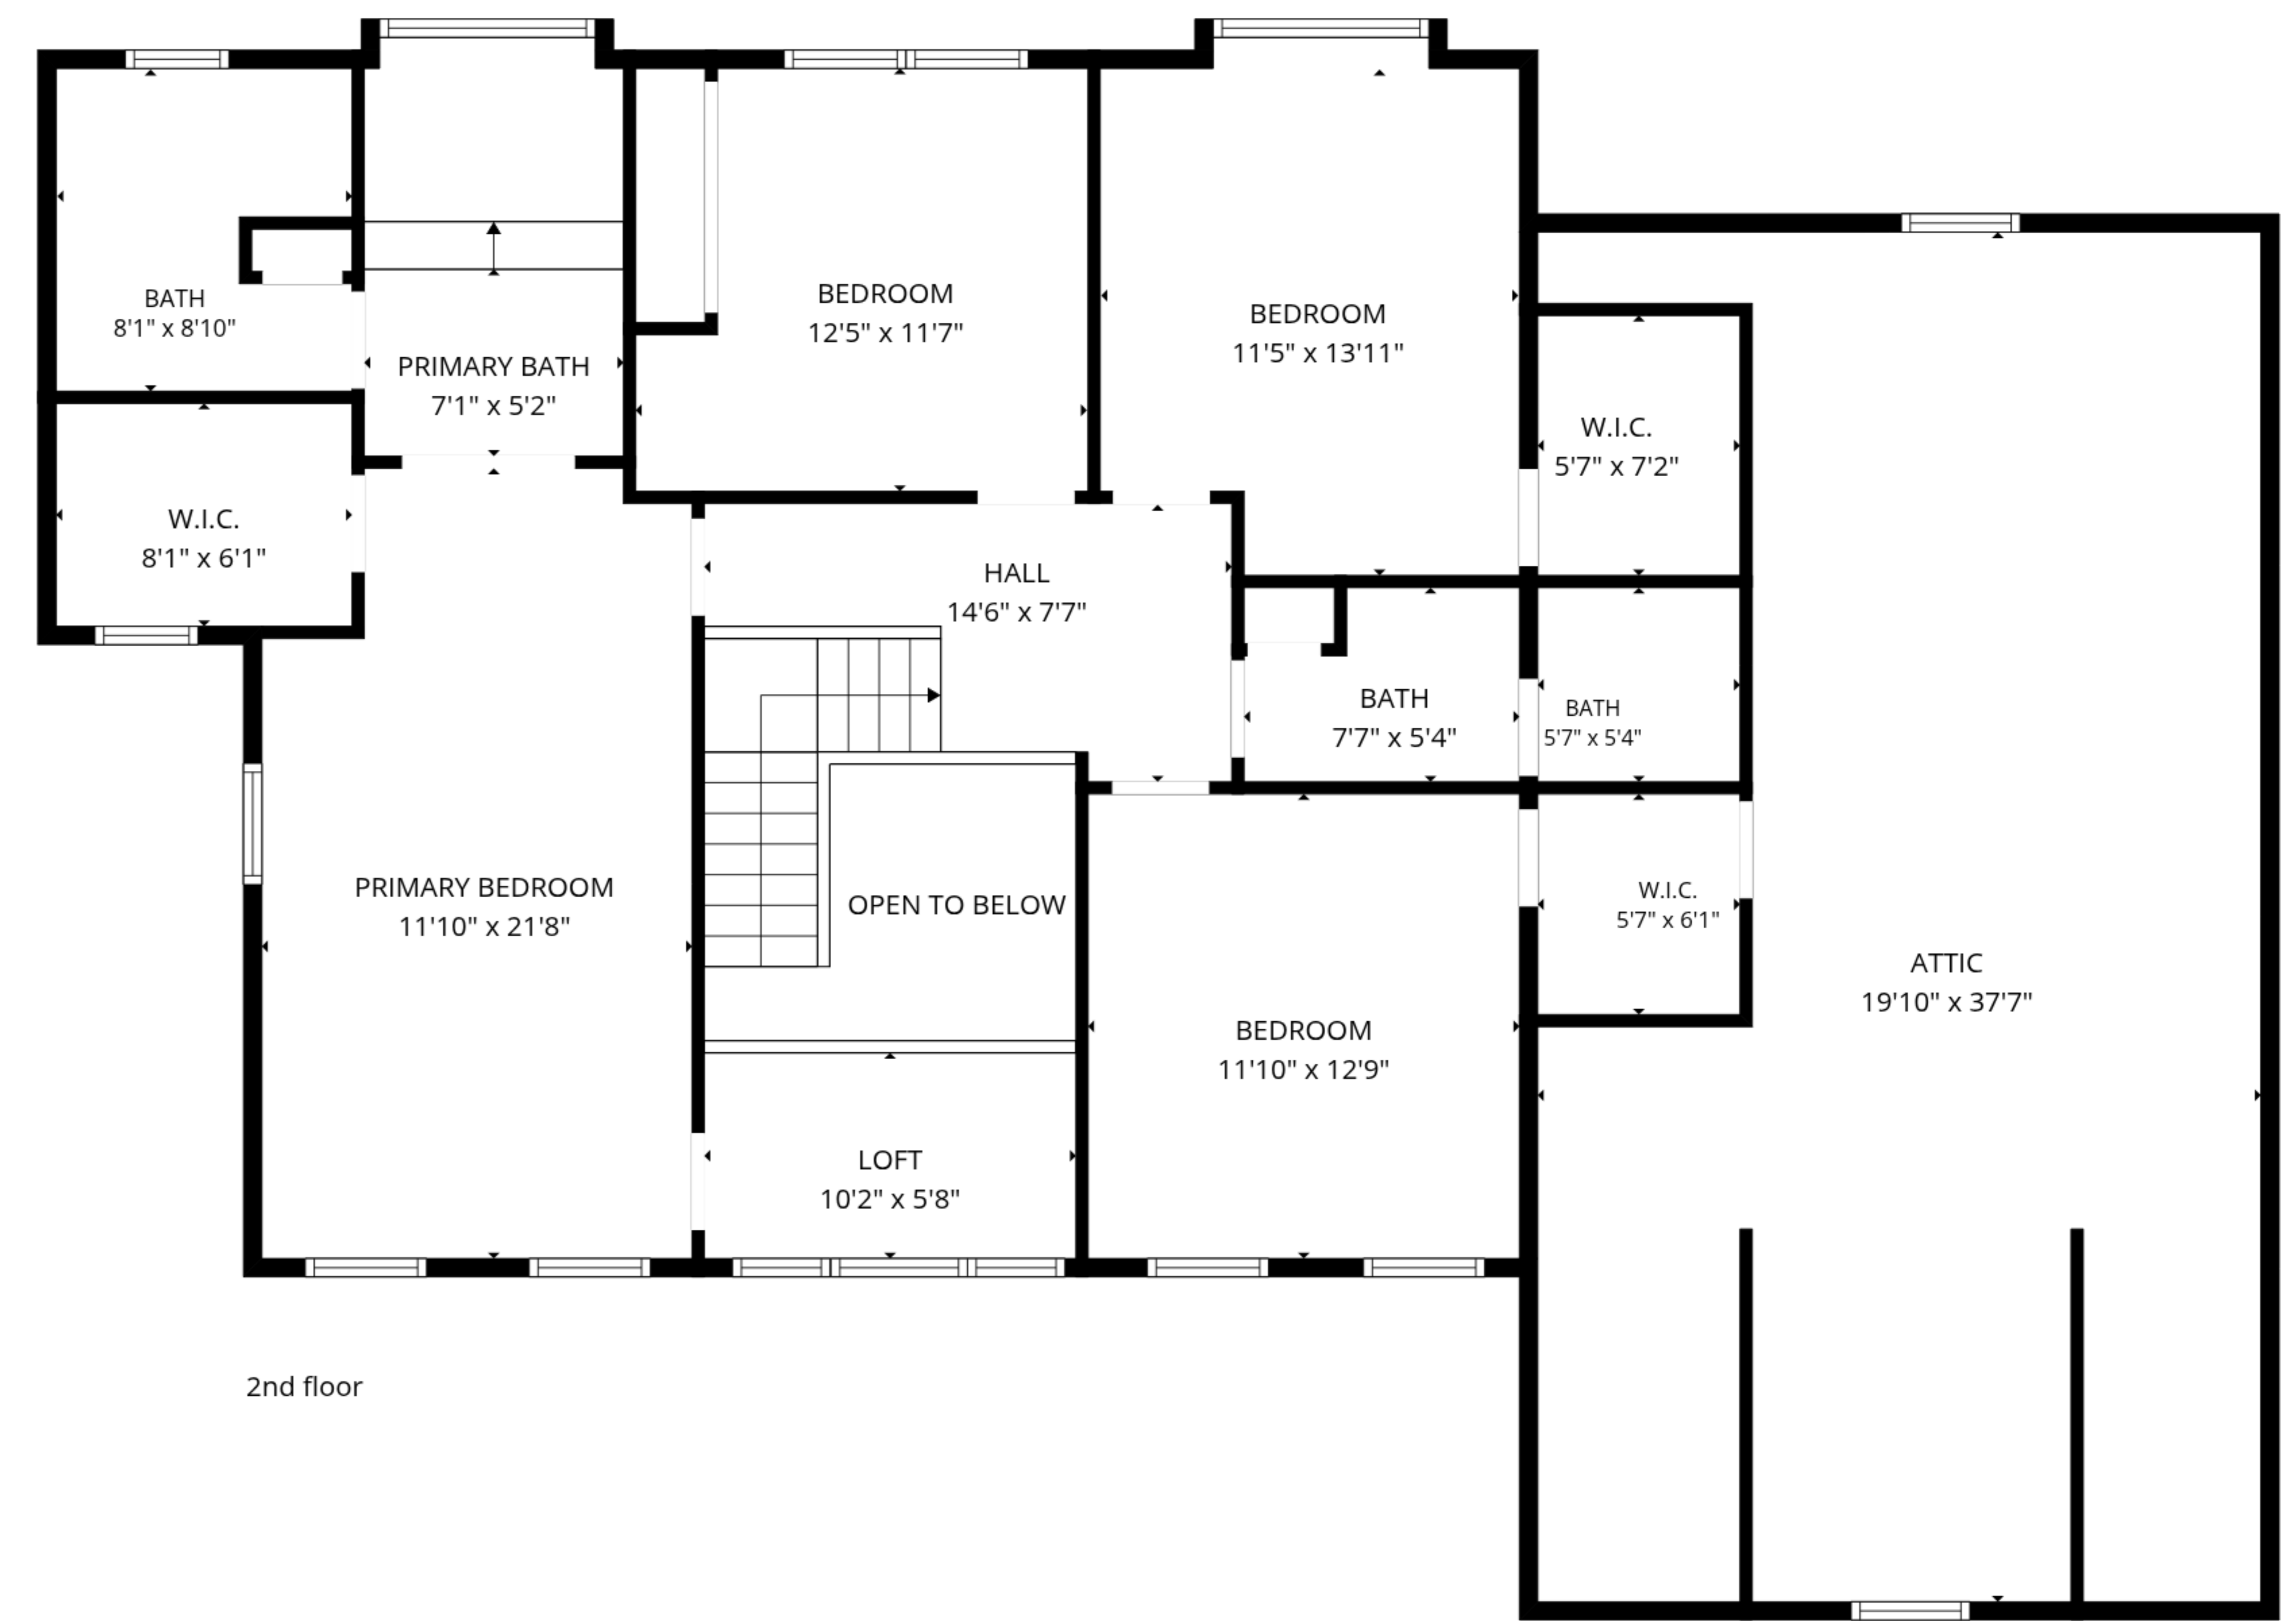 BEDROOM
12'5" x 11'7"
BATH
8'1" x 8'10"
BEDROOM
11'5" x 13'11"
PRIMARY BATH
7'1" x 5'2"
W.I.C.
5'7" x 7'2"
W.I.C.
8'1" x 6'1"
HALL
14'6" x 7'7"
BATH
7'7" x 5'4"
BATH
5'7" x 5'4"
PRIMARY BEDROOM
11'10" x 21'8"
OPEN TO BELOW
W.I.C.
5'7" x 6'1"
ATTIC
19'10" x 37'7"
BEDROOM
11'10" x 12'9"
LOFT
10'2" x 5'8"
2nd floor